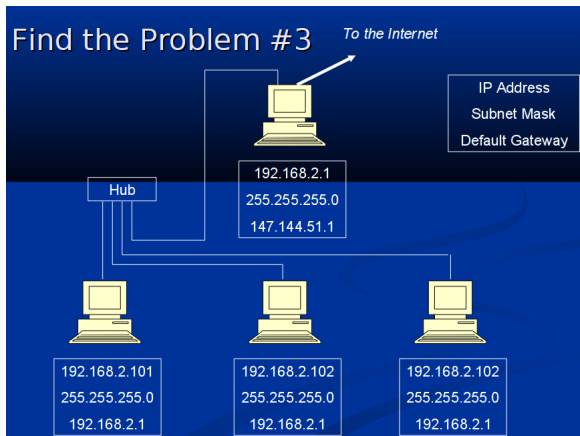 Find the Problem #3
To the Internet
IP Address
Subnet Mask
Default Gateway
192.168.2.1
255.255.255.0
147.144.51.1
Hub
192.168.2.101
255.255.255.0
192.168.2.1
192.168.2.102
255.255.255.0
192.168.2.1
192.168.2.102
255.255.255.0
192.168.2.1